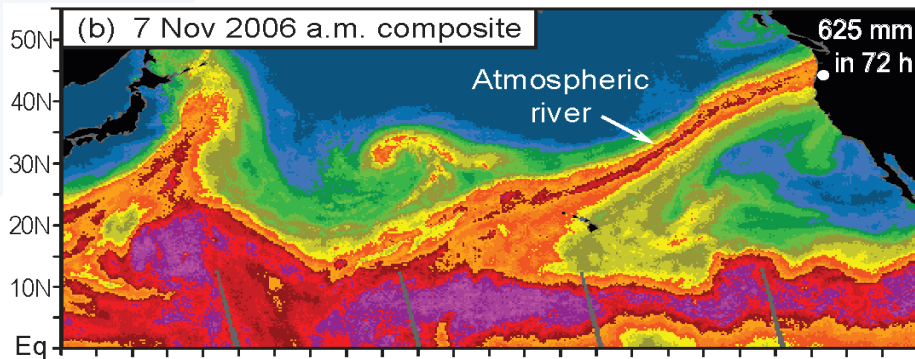 (b) 7 Nov 2006 a.m. composite
625 mm
in 72 h
Atmospheric
river
50N
40N
30N
20N
10N
Eq